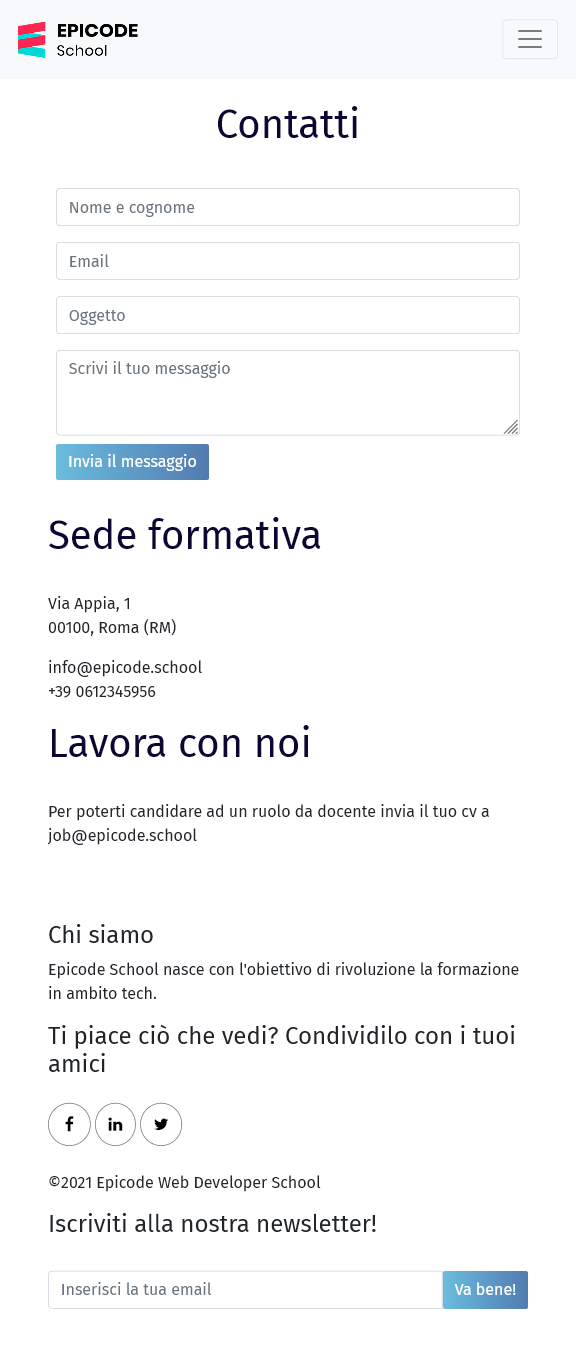 EPICODE
School
Contatti
Nome e cognome
Email
Oggetto
Scrivi il tuo messaggio
Invia il messaggio
Sede formativa
Via Appia, 1
00100, Roma (RM)
info@epicode.school
+39 0612345956
Lavora con noi
Per poterti candidare ad un ruolo da docente invia il tuo cv a
job@epicode.school
Chi siamo
Epicode School nasce con l'obiettivo di rivoluzione la formazione
in ambito tech.
Ti piace ciò che vedi? Condividilo con i tuoi
amici
©2021 Epicode Web Developer School
Iscriviti alla nostra newsletter!
Inserisci la tua email
Va bene!